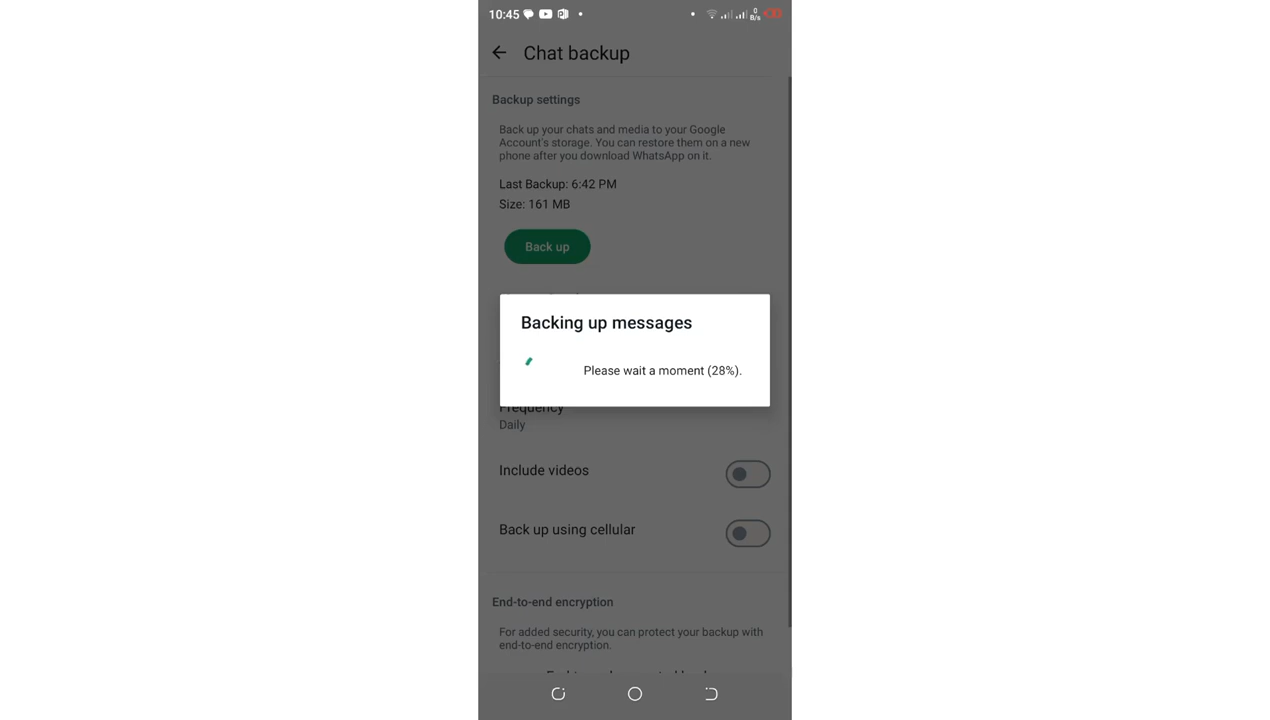 10:45
0
B/s
Chat backup
Backup settings
Back up your chats and media to your Google
Account's storage. You can restore them on a new
phone after you download WhatsApp on it.
Last Backup: 6:42 PM
Size: 161 MB
Back up
Backing up messages
Please wait a moment (28%).
Frequency
Daily
Include videos
Back up using cellular
End-to-end encryption
For added security, you can protect your backup with
end-to-end encryption.